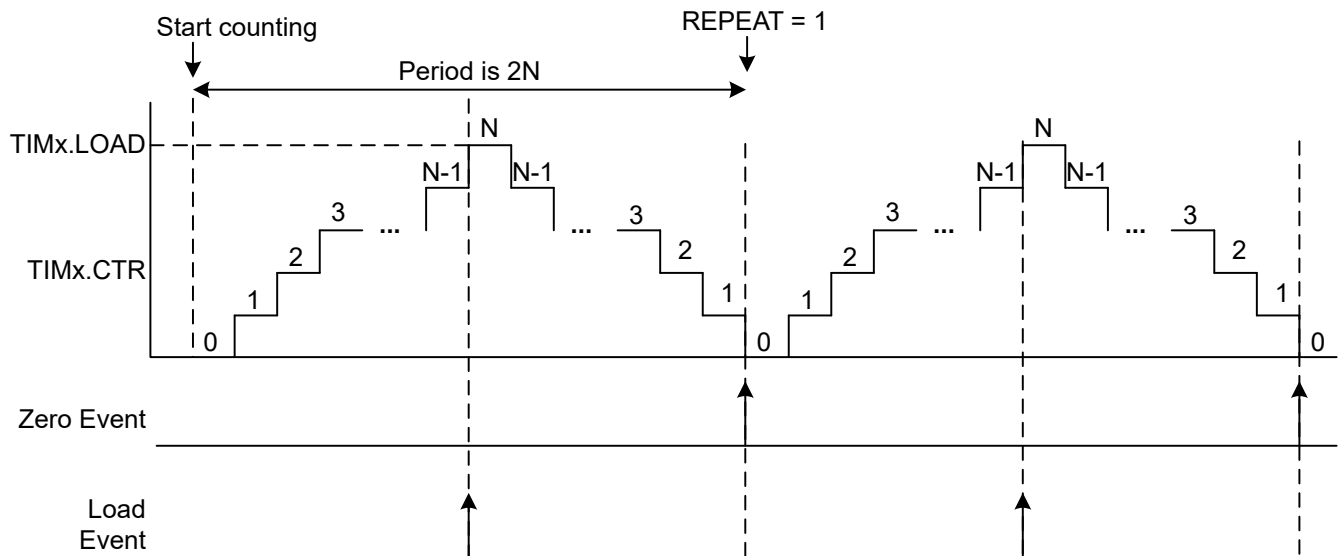 Start counting
REPEAT = 1
Period is 2N
TIMx.LOAD
N
N
N-1
N-1
N-1
N-1
3
...
...
3
3
...
...
3
TIMx.CTR
2
2
2
2
1
1
1
1
0
0
0
Zero Event
Load
Event